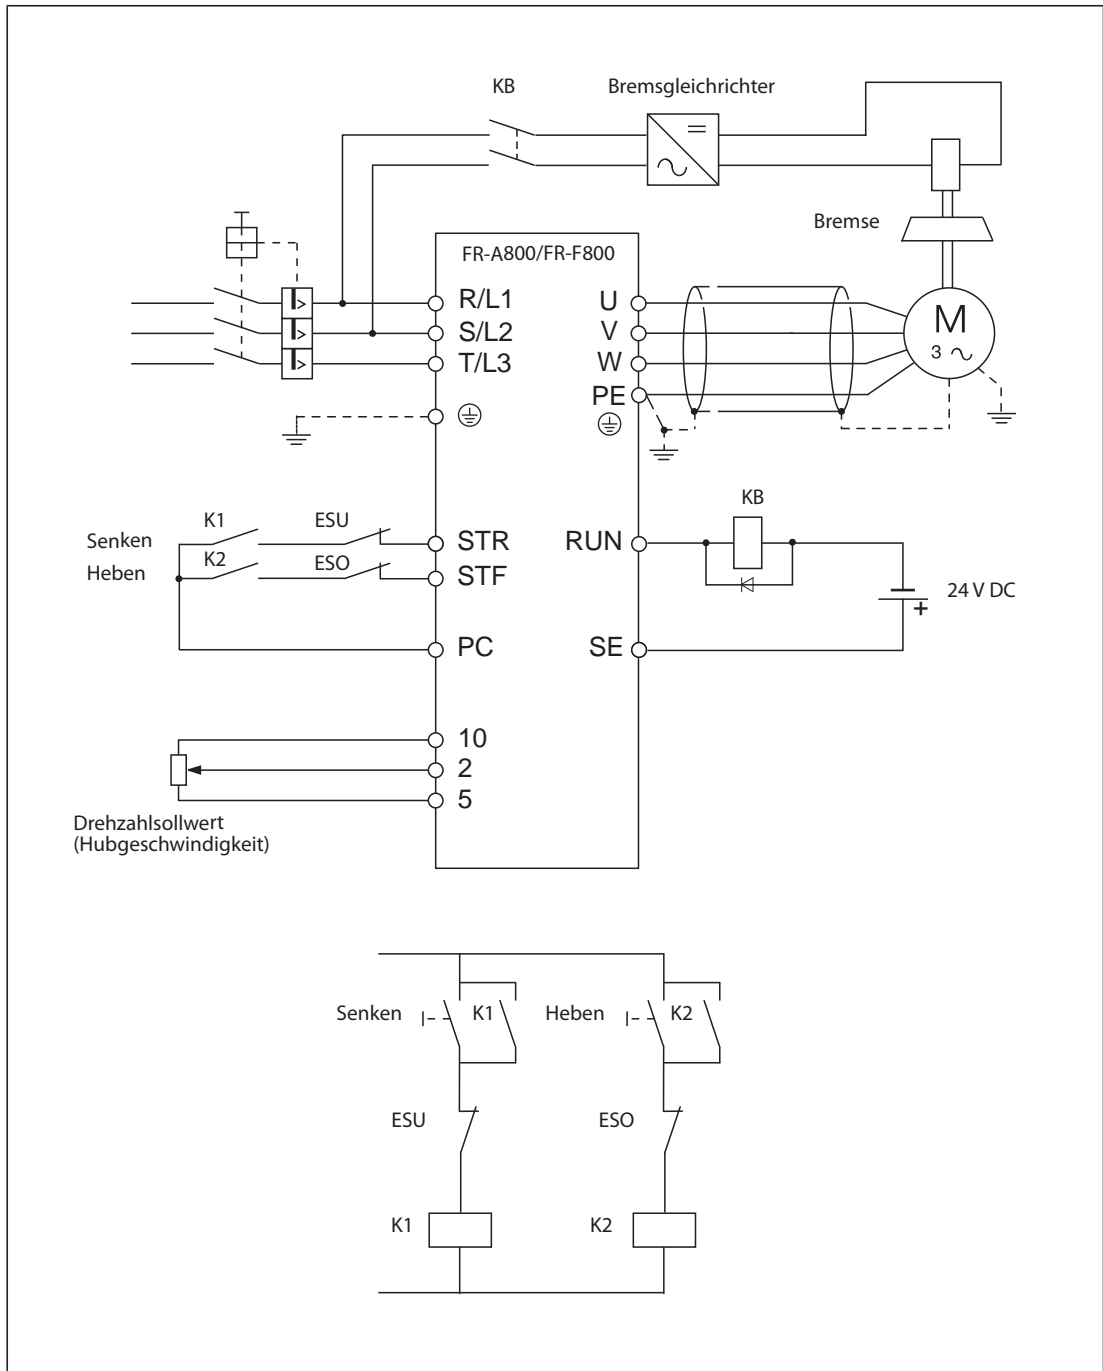 KB
Bremsgleichrichter
Bremse
FR-A800/FR-F800
R/L1
S/L2
T/L3
U
V
W
PE
M
3
Senken
Heben
K1
K2
ESU
ESO
STR
STF
PC
RUN
SE
KB
24 V DC
+
10
2
5
Drehzahlsollwert
(Hubgeschwindigkeit)
Senken
K1
Heben
K2
ESU
ESO
K1
K2